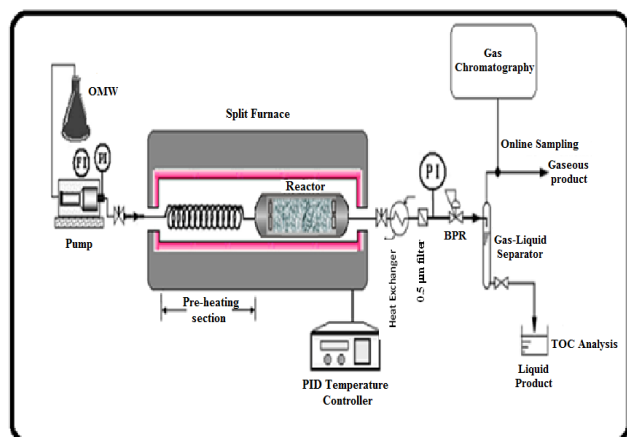 OMW
FI
PI
Pump
Split Furnace
Reactor
Pre-heating
section
PID Temperature
Controller
Heat Exchanger
0.5 µm filter
PI
BPR
Gas
Chromatography
Online Sampling
Gaseous
product
Gas-Liquid
Separator
TOC Analysis
Liquid
Product